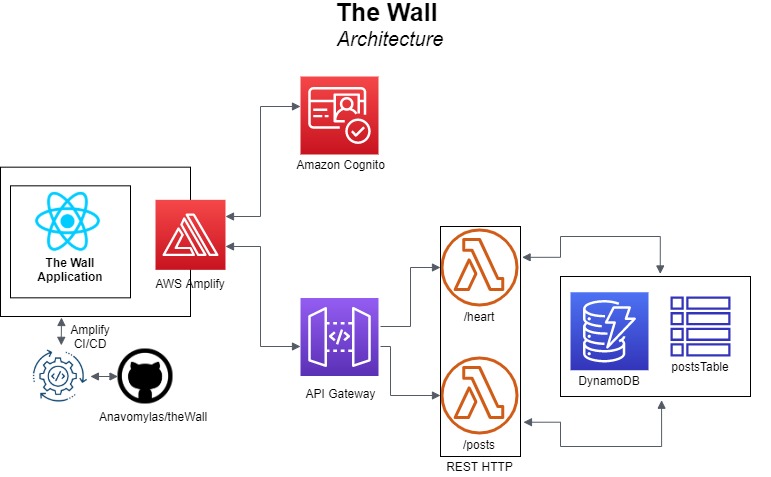 The Wall
Architecture
Amazon Cognito
The Wall
Application
AWS Amplify
Amplify
CI/CD
Anavomylas/theWall
API Gateway
/heart
/posts
REST HTTP
DynamoDB
postsTable